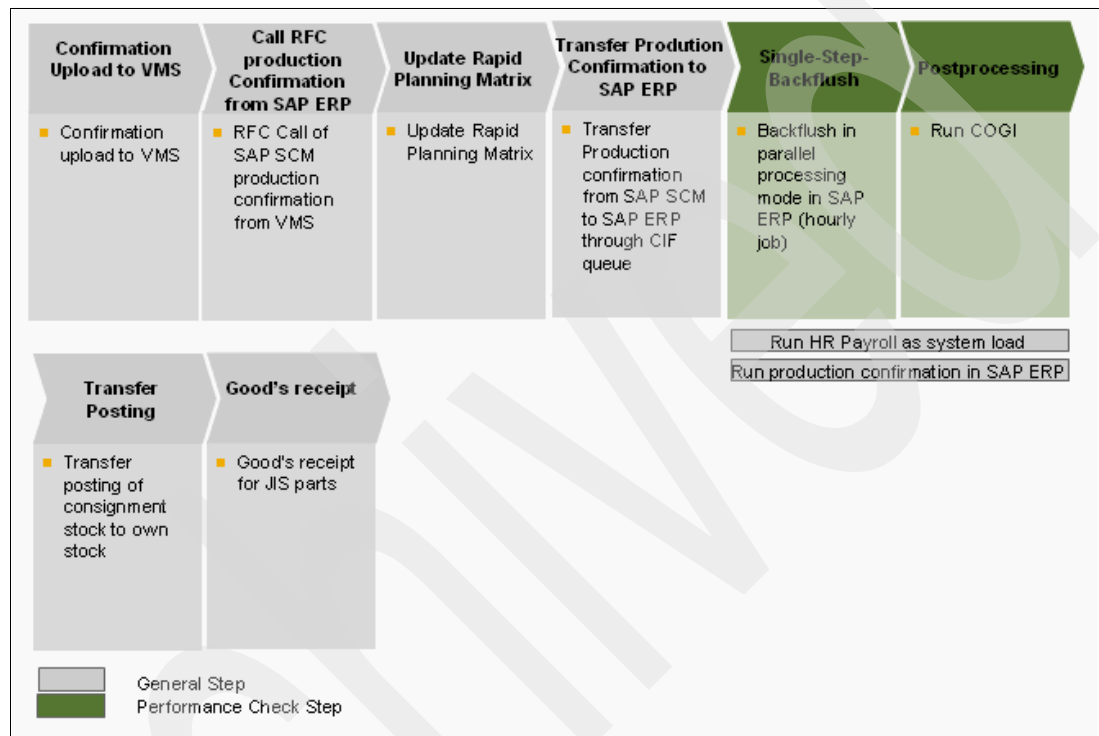 Confirmation
Upload to VMS
Call RFC
production
Confirmation
from SAP ERP
Update Rapid
Planning Matrix
Transfer Prodution
Confirmation to
SAP ERP
Single-Step-
Backflush
Postprocessing
Confirmation
upload to VMS
RFC Call of
SAP SCM
production
confirmation
from VMS
Update Rapid
Planning Matrix
Transfer
Production
confirmation
from SAP SCM
to SAP ERP
through CIF
queue
Backflush in
parallel
processing
mode in SAP
ERP (hourly
job)
Run COGI
Run HR Payroll as system load
Run production confirmation in SAP ERP
Transfer
Posting
Good's receipt
Transfer
posting of
consignment
stock to own
stock
Good's receipt
for JIS parts
General Step
Performance Check Step